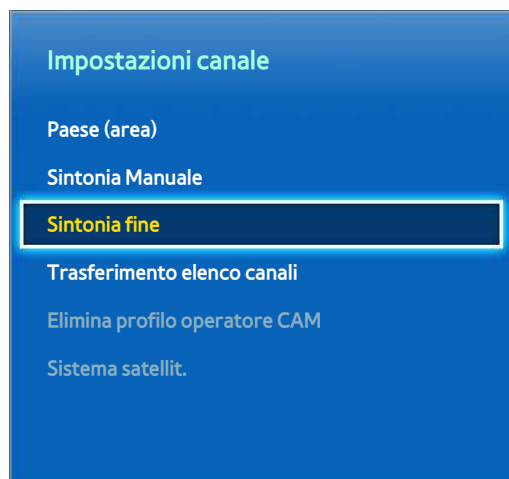 Impostazioni canale
Paese (area)
Sintonia Manuale
Sintonia fine
Trasferimento elenco canali
Elimina profilo operatore CAM
Sistema satellit.